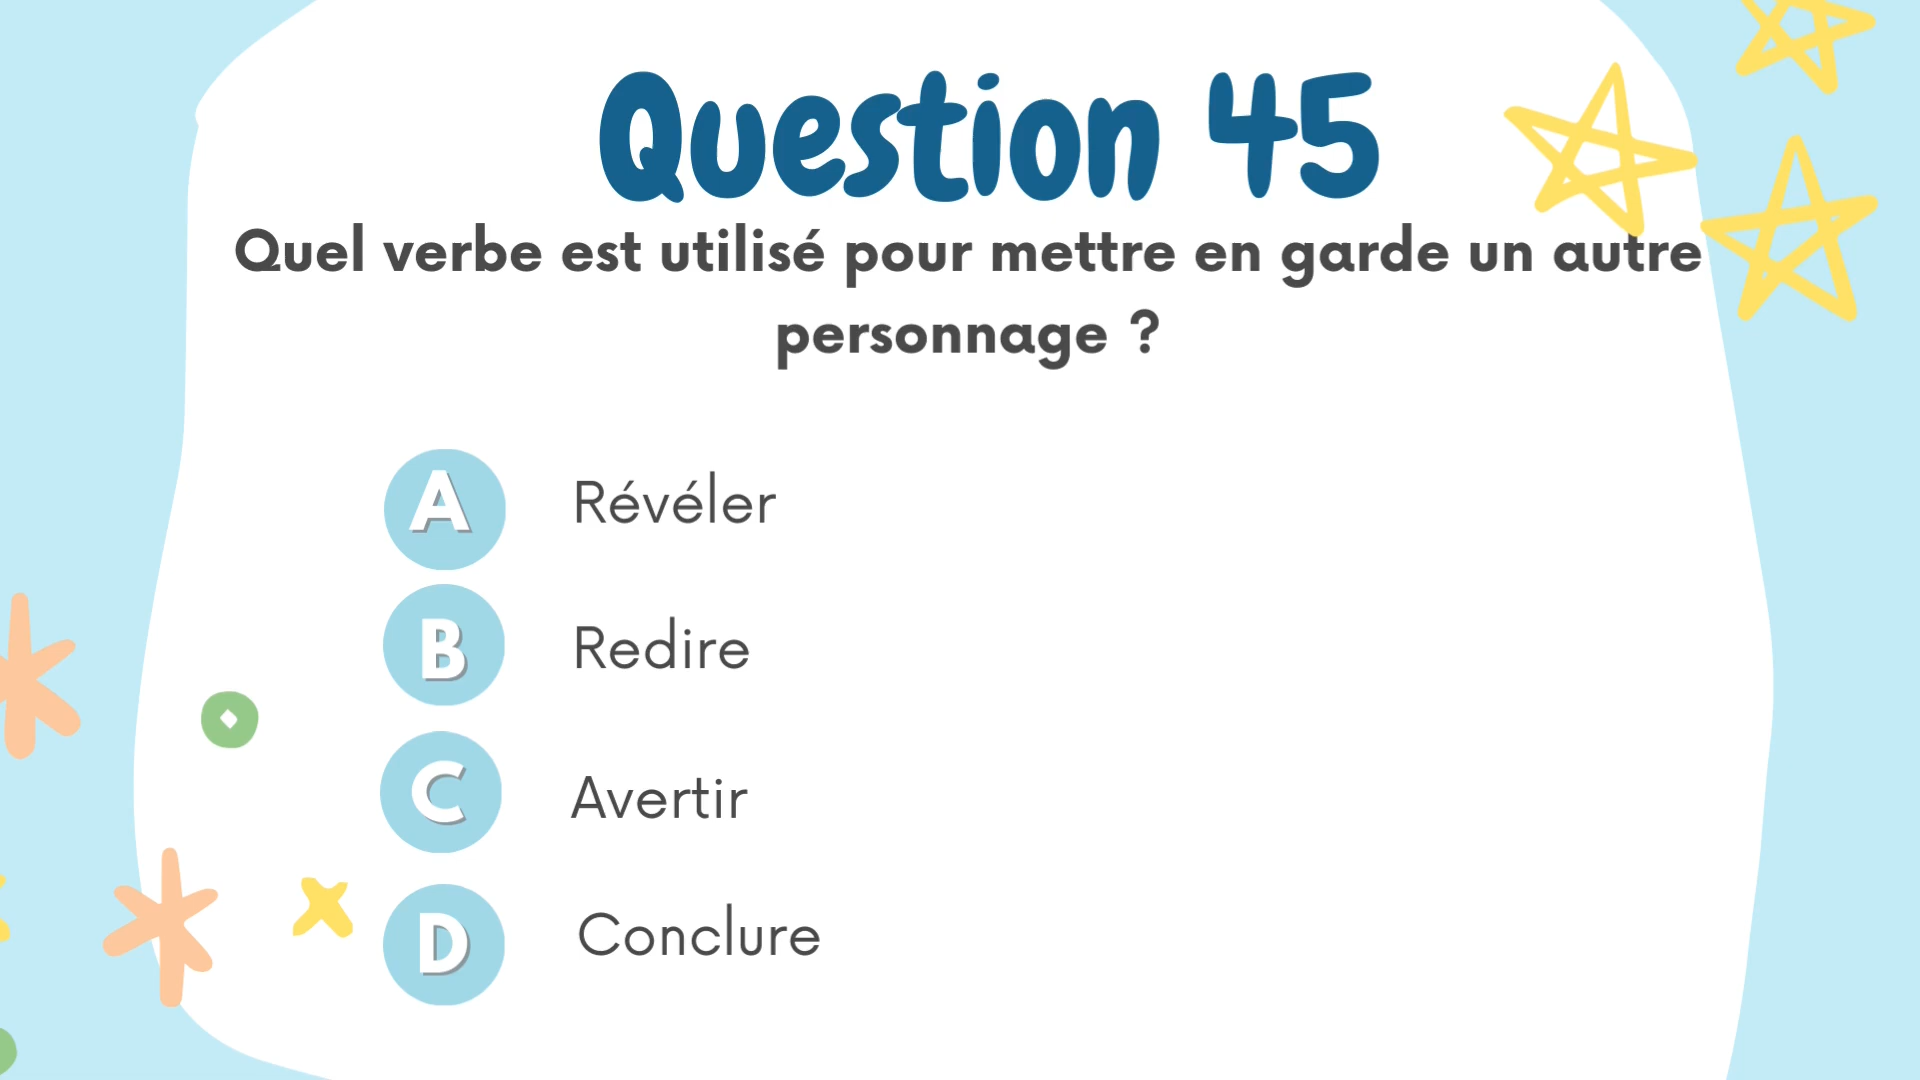 Question 45
Quel verbe est utilisé pour mettre en garde un autre
personnage ?
A Révéler
B Redire
C Avertir
D Conclure